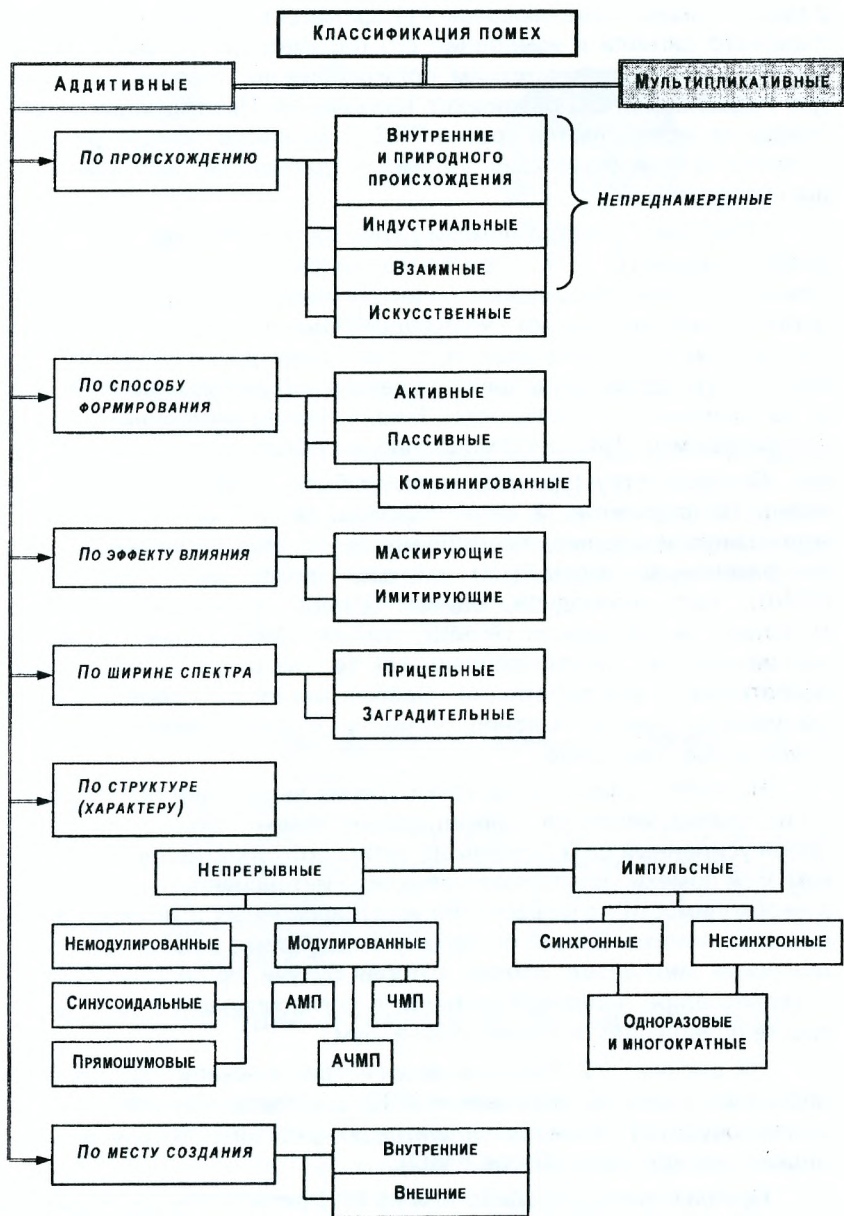 Классификация помех
Аддитивные
Мультипликативные
По происхождению
Внутренние
и природного
происхождения
Индустриальные
Взаимные
Искусственные
Непреднамеренные
По способу
формирования
Активные
Пассивные
Комбинированные
По эффекту влияния
Маскирующие
Имитирующие
По ширине спектра
Прицельные
Заградительные
По структуре
(характеру)
Непрерывные
Импульсные
Немодулированные
Модулированные
Синхронные
Несинхронные
Синусоидальные
АМП
ЧМП
Прямошумовые
АЧМП
Одноразовые
и многократные
По месту создания
Внутренние
Внешние